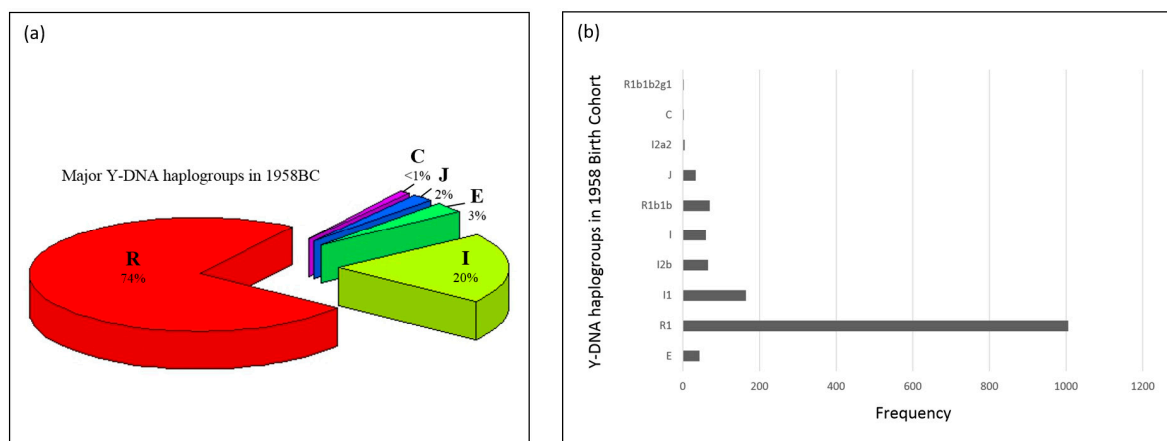 (a)
Major Y-DNA haplogroups in 1958BC
C
<1%
J
2%
E
3%
R
74%
I
20%
(b)
Y-DNA haplogroups in 1958 Birth Cohort
R1b1b2g1
C
I2a2
J
R1b1b
I
I2b
I1
R1
E
0 200 400 600 800 1000 1200
Frequency